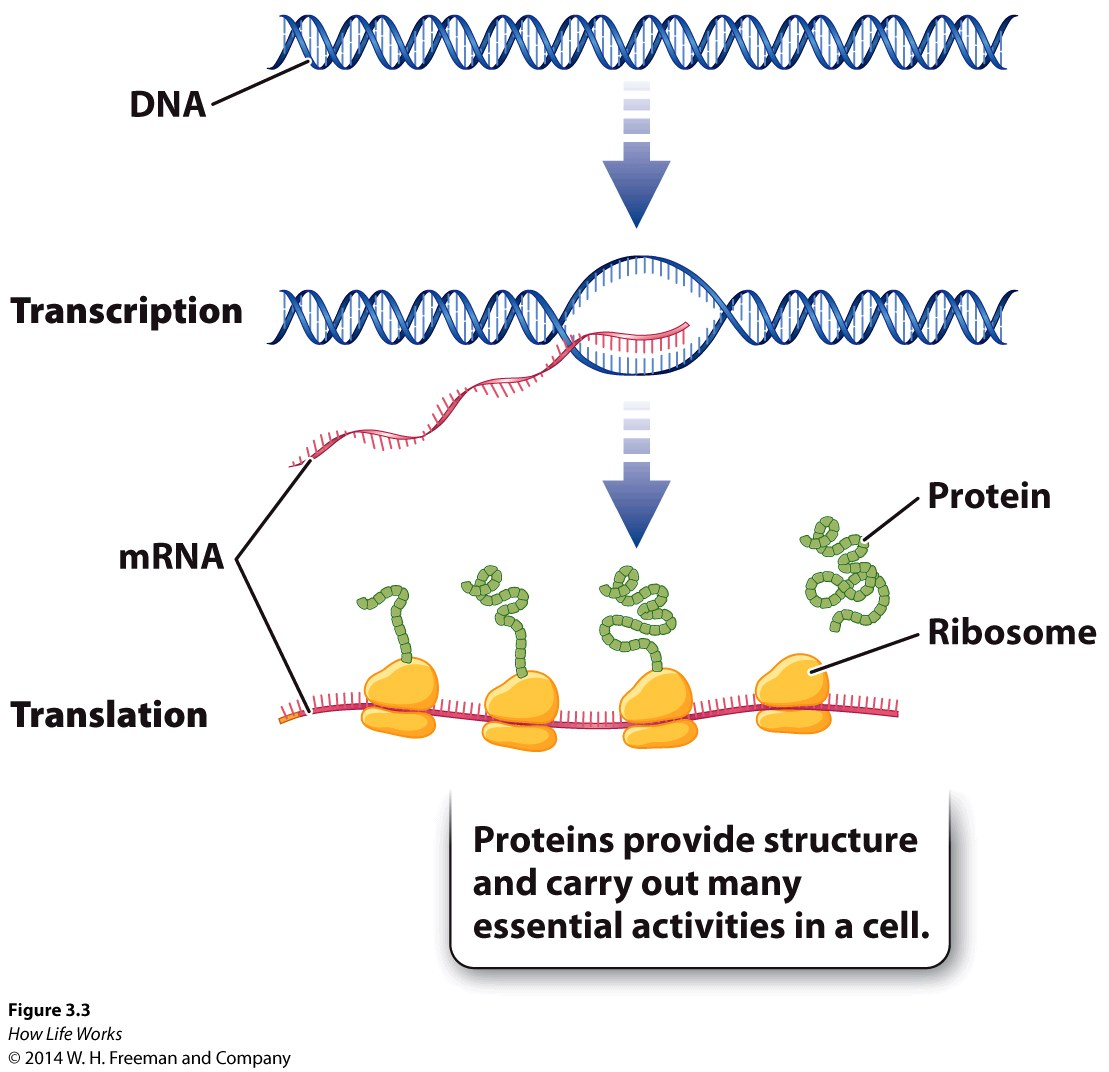 DNA
Transcription
mRNA
Protein
Ribosome
Translation
Proteins provide structure
and carry out many
essential activities in a cell.
Figure 3.3
How Life Works
© 2014 W. H. Freeman and Company